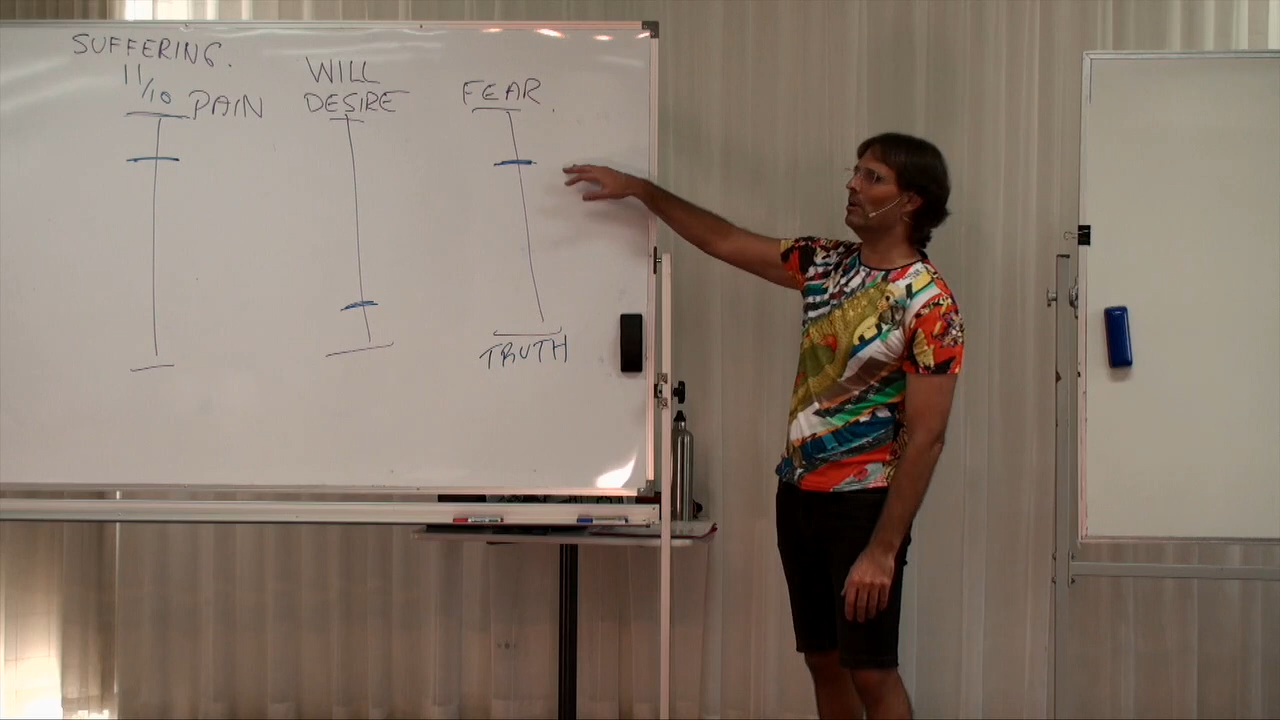 SUFFERING.
11/10 PAIN
WILL
DESIRE
FEAR.
TRUTH